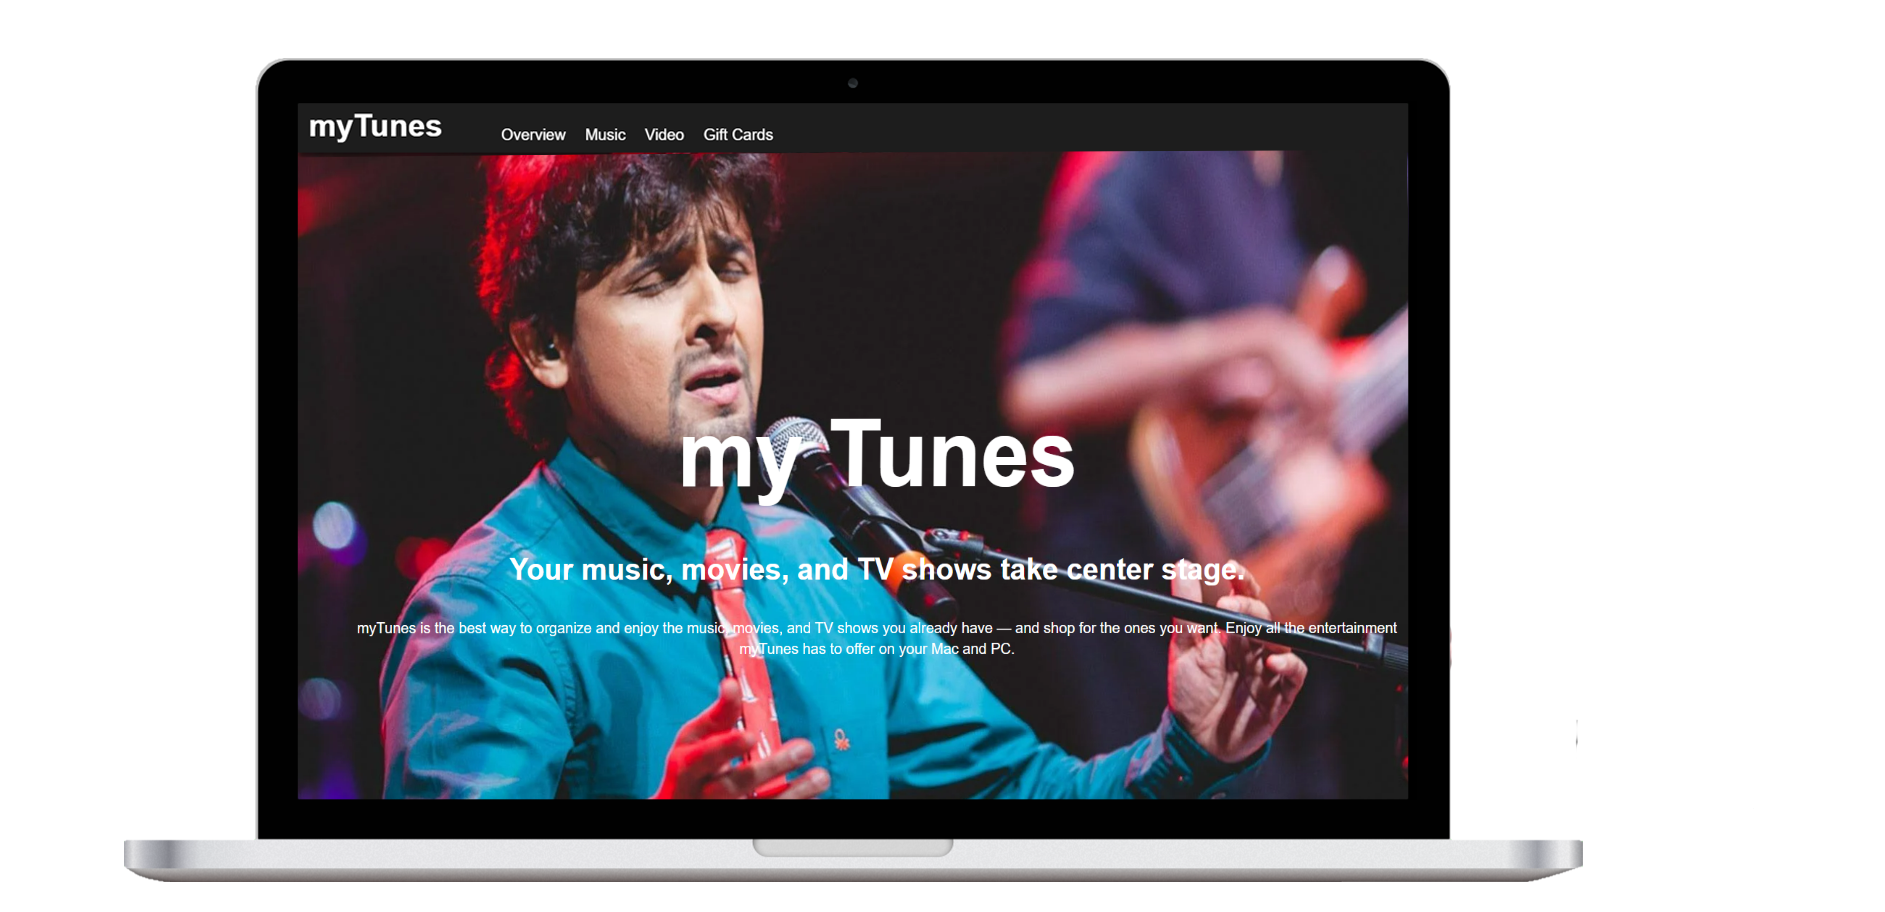 myTunes
Overview Music Video Gift Cards
my Tunes
Your music, movies, and TV shows take center stage.
myTunes is the best way to organize and enjoy the music, movies, and TV shows you already have — and shop for the ones you want. Enjoy all the entertainment
myTunes has to offer on your Mac and PC.